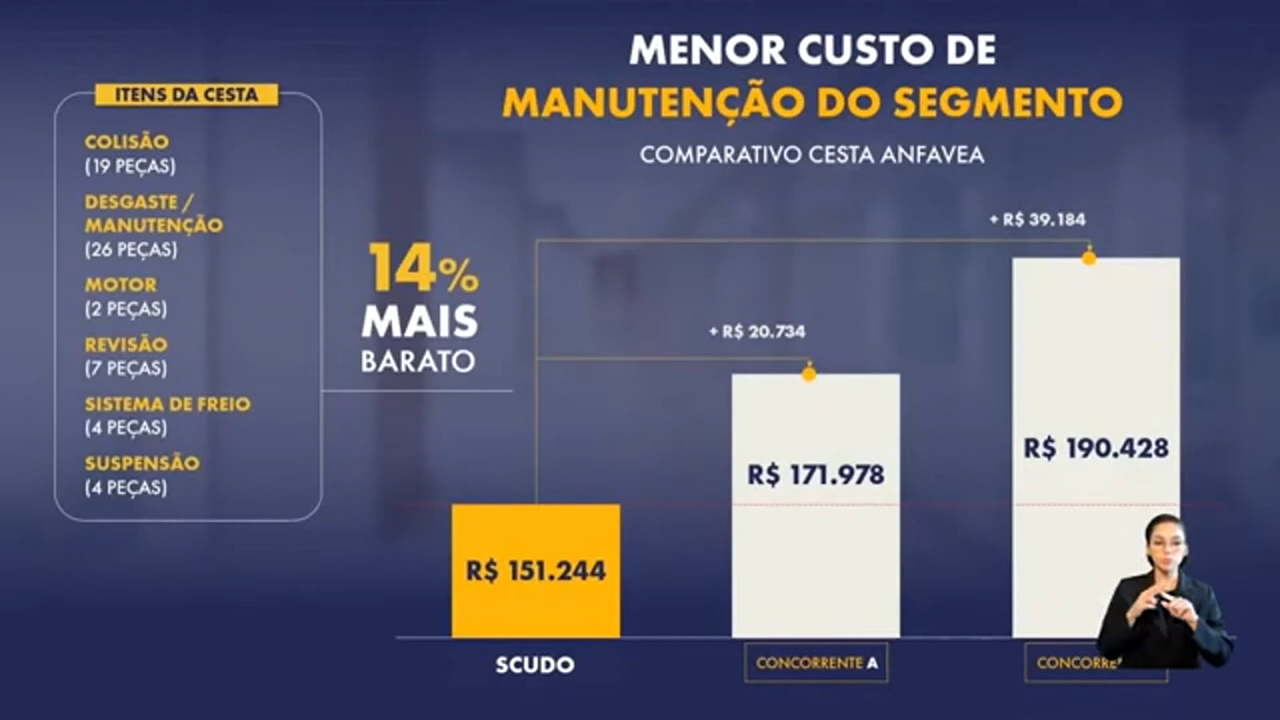 MENOR CUSTO DE
MANUTENÇÃO DO SEGMENTO
COMPARATIVO CESTA ANFAVEA
ITENS DA CESTA
COLISÃO
(19 PEÇAS)
DESGASTE /
MANUTENÇÃO
(26 PEÇAS)
MOTOR
(2 PEÇAS)
REVISÃO
(7 PEÇAS)
SISTEMA DE FREIO
(4 PEÇAS)
SUSPENSÃO
(4 PEÇAS)
14%
MAIS
BARATO
+ R$ 39.184
+ R$ 20.734
R$ 151.244
R$ 171.978
R$ 190.428
SCUDO
CONCORRENTE A